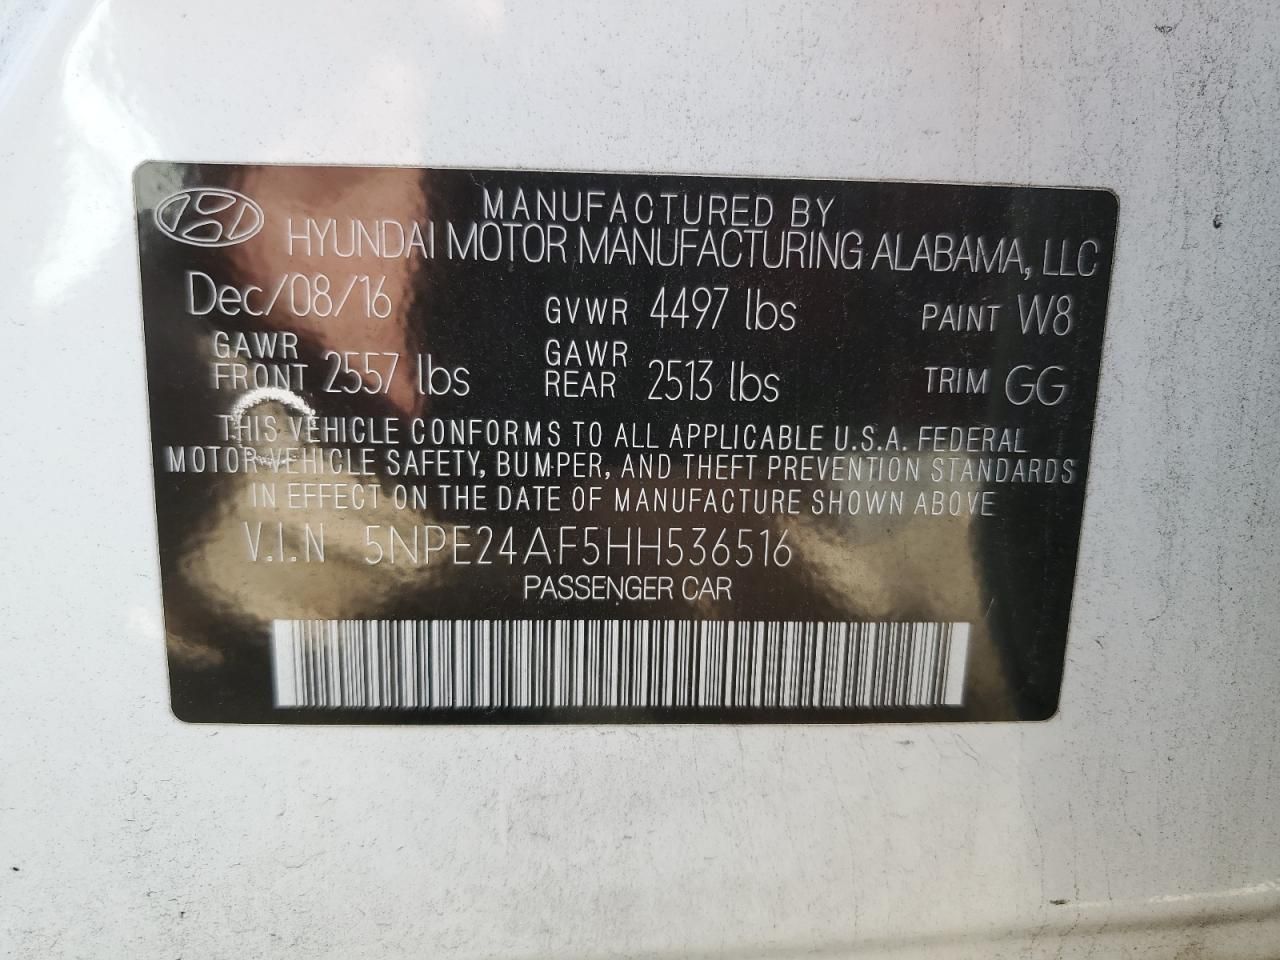 MANUFACTURED BY
HYUNDAI MOTOR MANUFACTURING ALABAMA, LLC
Dec/08/16 GVWR 4497 lbs PAINT W8
GAWR FRONT 2557 lbs GAWR REAR 2513 lbs TRIM GG
THIS VEHICLE CONFORMS TO ALL APPLICABLE U.S.A. FEDERAL
MOTOR VEHICLE SAFETY, BUMPER, AND THEFT PREVENTION STANDARDS
IN EFFECT ON THE DATE OF MANUFACTURE SHOWN ABOVE
V.I.N 5NPE24AF5HH536516
PASSENGER CAR